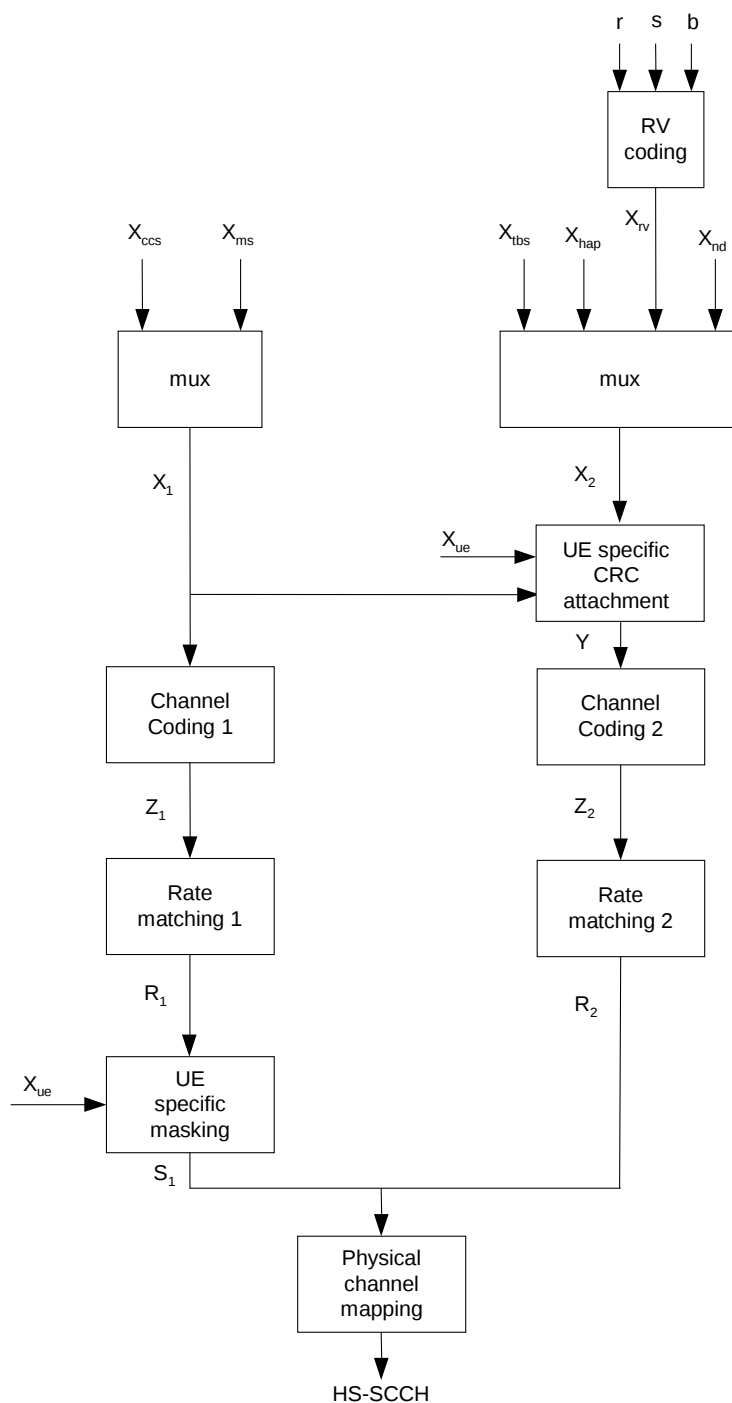 r s b
RV
coding
X_ccs X_ms X_tbs X_hap X_rv X_nd
mux mux
X_1 X_2
X_ue
UE specific
CRC
attachment
Y
Channel
Coding 1
Channel
Coding 2
Z_1 Z_2
Rate
matching 1
Rate
matching 2
R_1 R_2
X_ue
UE
specific
masking
S_1
Physical
channel
mapping
HS-SCCH